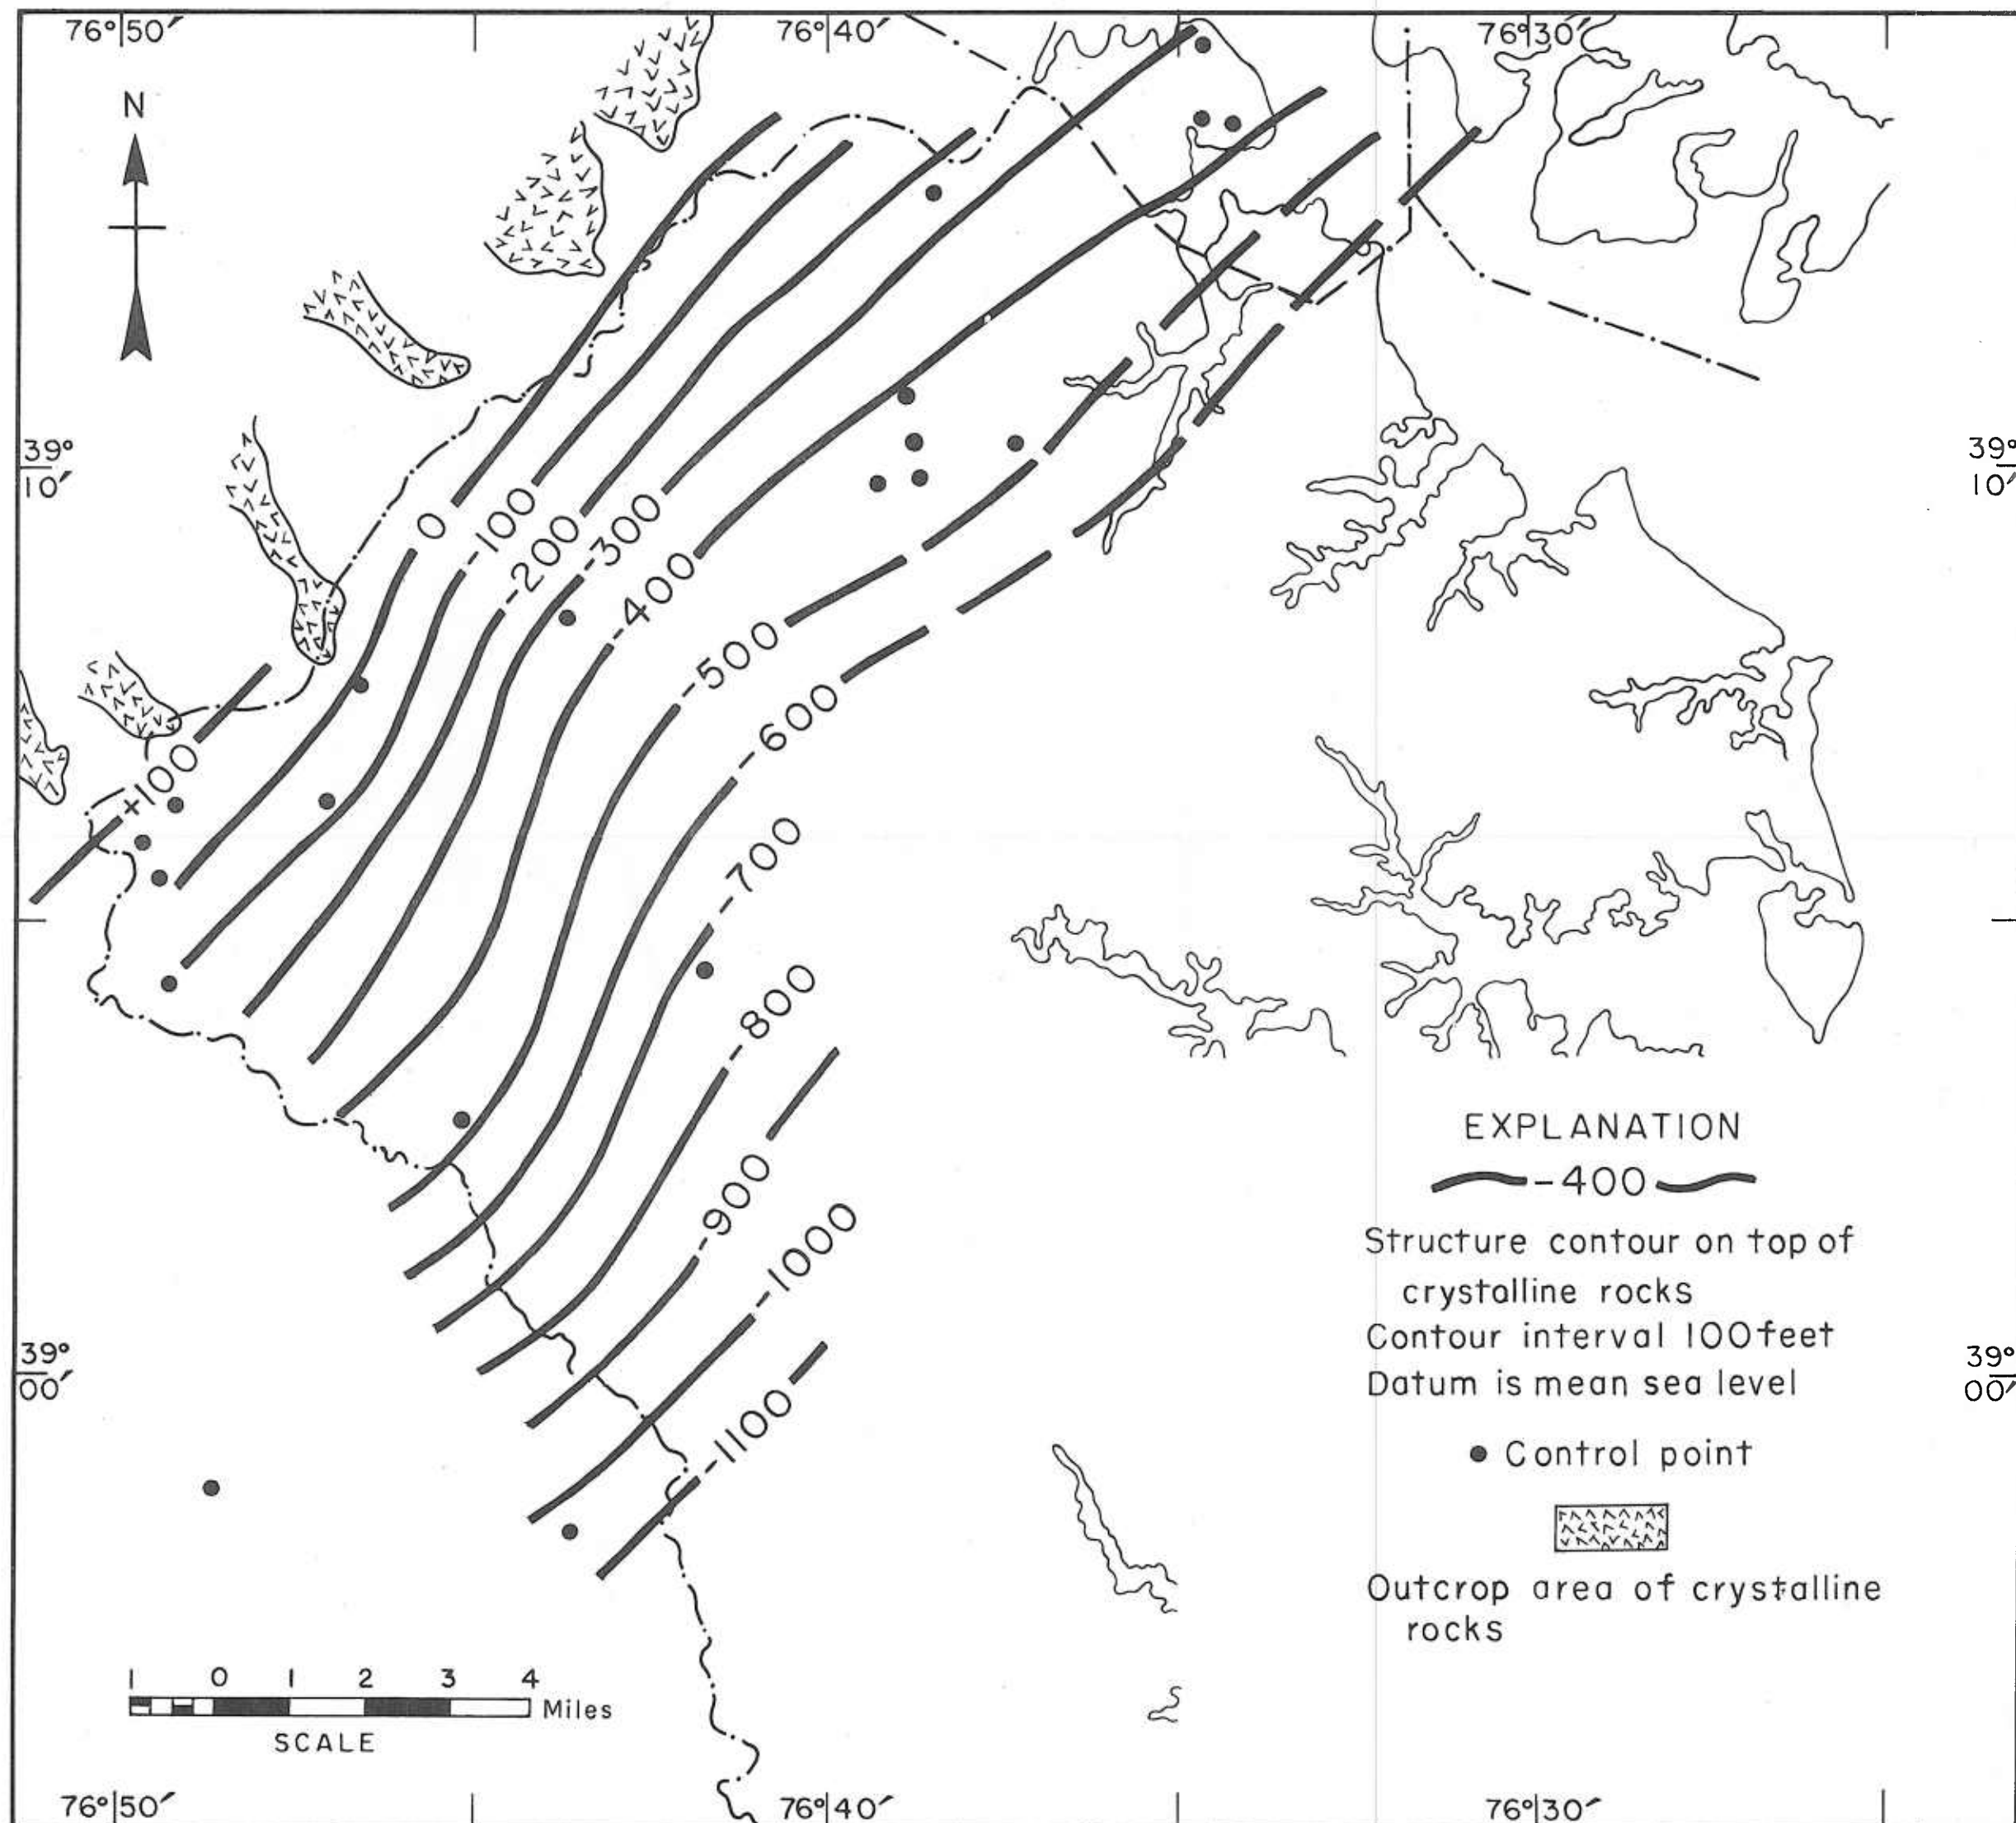 76° 50′ 76° 40′ 76° 30′
N
39° 39°
10′ 10′
0
-100
-200
-300
-400
-500
-600
+100
-700
-800
-900
-1000
-1100
EXPLANATION
-400
Structure contour on top of
crystalline rocks
Contour interval 100 feet
Datum is mean sea level
39° 39°
00′ 00′
Control point
Outcrop area of crystalline
rocks
1 0 1 2 3 4
Miles
SCALE
76° 50′ 76° 40′ 76° 30′